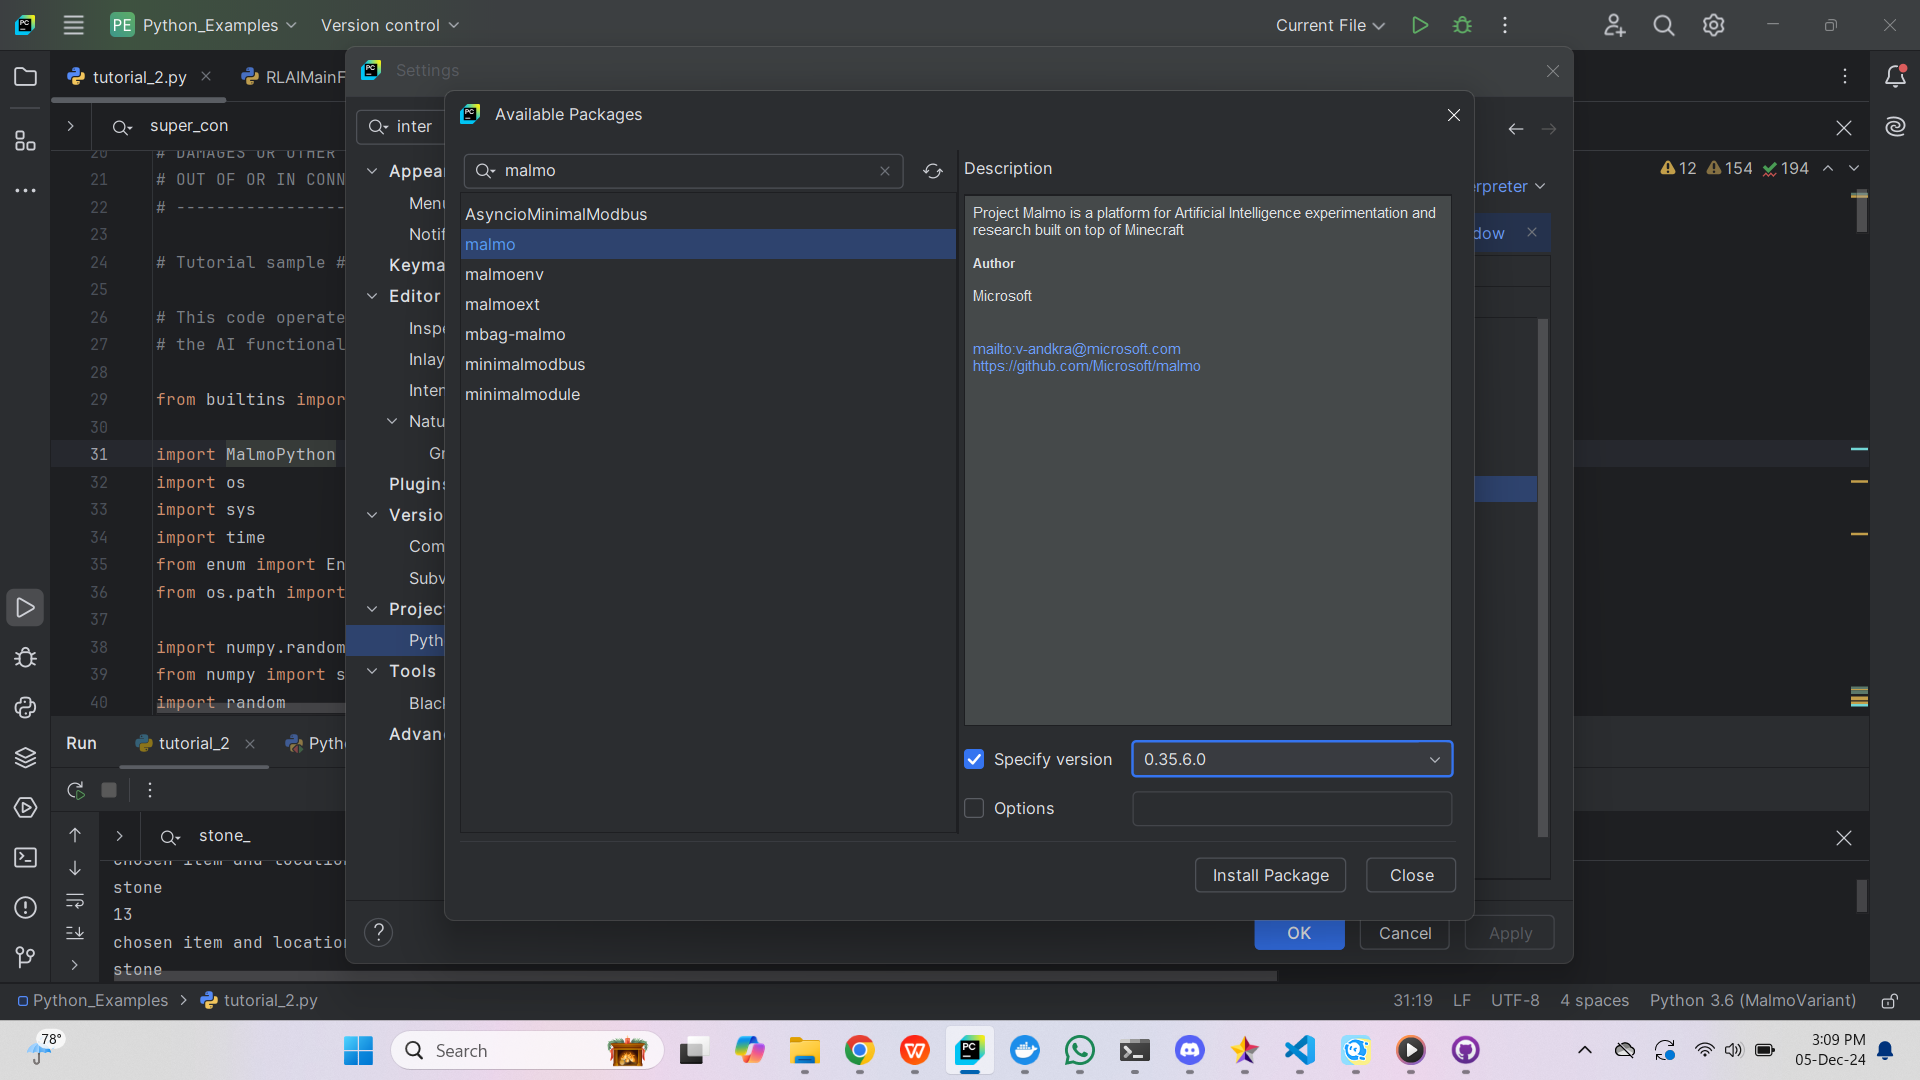 PE Python_Examples Version control Current File
tutorial_2.py RLAIMainF Settings
super_con inter Available Packages
malmo Description
12 154 194
20 # DAMAGES OR OTHER
21 # OUT OF OR IN CONN
22 # -----------------
23
24 # Tutorial sample #
25
26 # This code operate
27 # the AI functional
28
29 from builtins impor
30
31 import MalmoPython
32 import os
33 import sys
34 import time
35 from enum import En
36 from os.path import
37
38 import numpy.random
39 from numpy import s
40 import random
Appea
Menu
Notif
Keyma
Editor
Inspe
Inlay
Inten
Natu
Gr
Plugins
Versio
Com
Subv
Project
Pyth
Tools
Blac
Advan
AsyncioMinimalModbus
malmo
malmoenv
malmoext
mbag-malmo
minimalmodbus
minimalmodule
Project Malmo is a platform for Artificial Intelligence experimentation and
research built on top of Minecraft
Author
Microsoft
mailto:v-andkra@microsoft.com
https://github.com/Microsoft/malmo
erpreter
dow
Specify version 0.35.6.0
Options
Install Package Close
? OK Cancel Apply
Run tutorial_2 Pyth
stone_
chosen item and locatio
stone
13
chosen item and location
stone
Python_Examples > tutorial_2.py 31:19 LF UTF-8 4 spaces Python 3.6 (MalmoVariant)
78° Search 3:09 PM
05-Dec-24